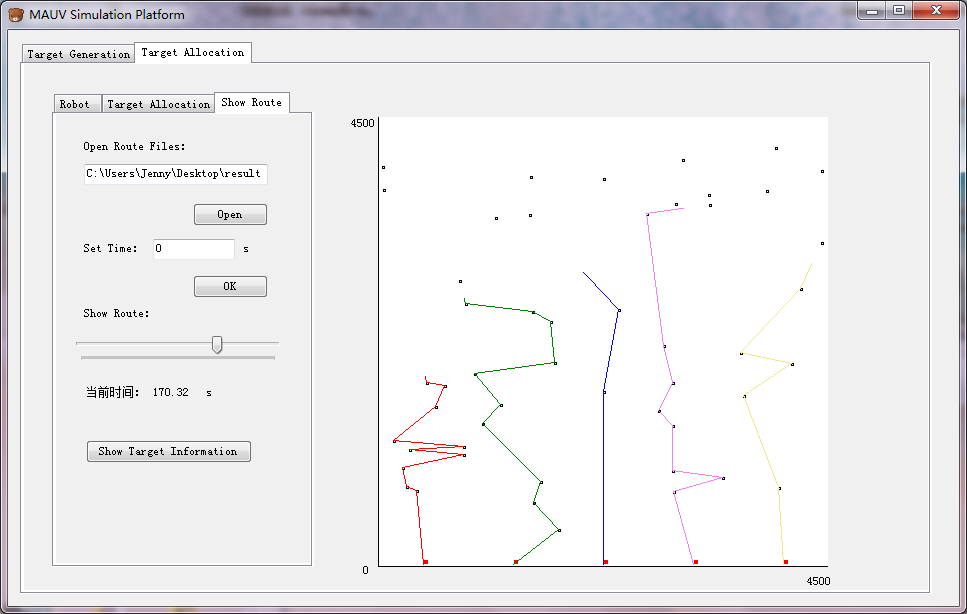 MAUV Simulation Platform
Target Generation
Target Allocation
Robot
Target Allocation
Show Route
Open Route Files:
C:\Users\Jenny\Desktop\result
Open
Set Time: 0 s
OK
Show Route:
当前时间: 170.32 s
Show Target Information
4500
0
4500